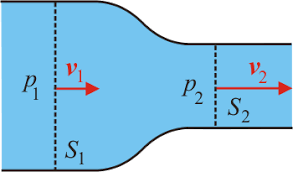 p₁ v₁ p₂ v₂
S₁ S₂